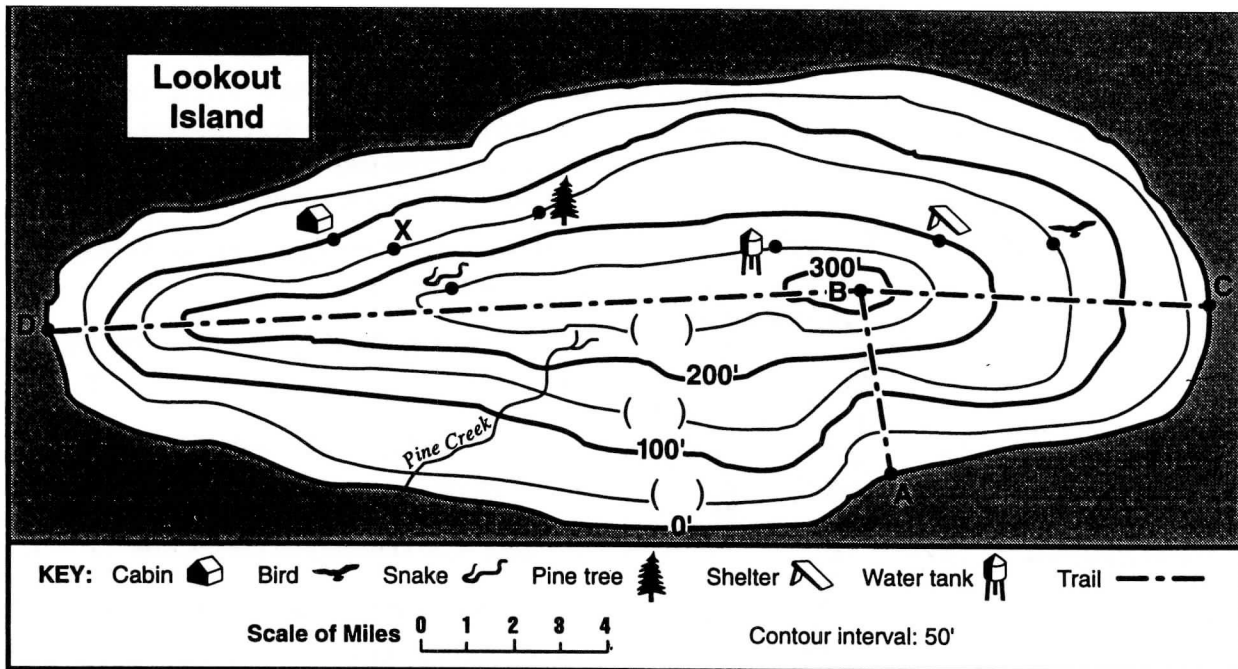 Lookout
Island
X
300'
B
C
D
200'
Pine Creek
100'
A
0'
KEY: Cabin Bird Snake Pine tree Shelter Water tank Trail
Scale of Miles 0 1 2 3 4 Contour interval: 50'